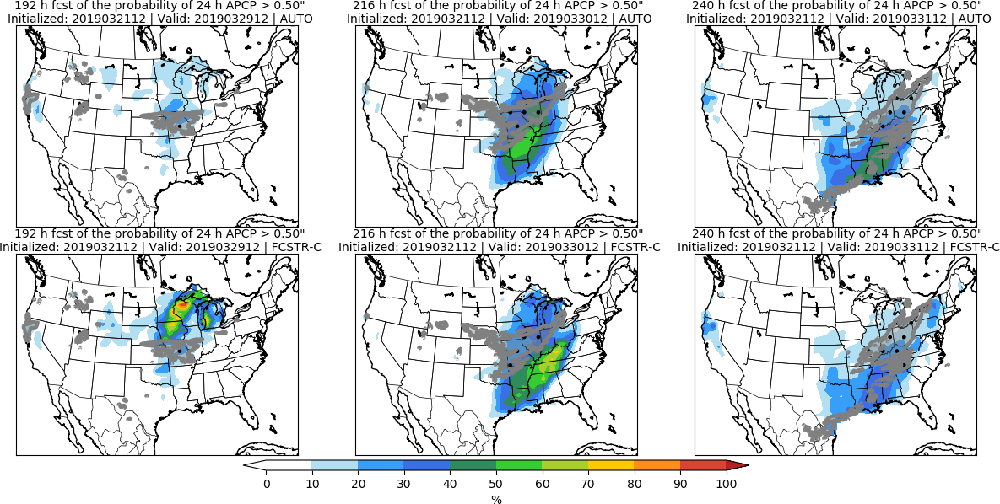 192 h fcst of the probability of 24 h APCP > 0.50"
Initialized: 2019032112 | Valid: 2019032912 | AUTO
216 h fcst of the probability of 24 h APCP > 0.50"
Initialized: 2019032112 | Valid: 2019033012 | AUTO
240 h fcst of the probability of 24 h APCP > 0.50"
Initialized: 2019032112 | Valid: 2019033112 | AUTO
192 h fcst of the probability of 24 h APCP > 0.50"
Initialized: 2019032112 | Valid: 2019032912 | FCSTR-C
216 h fcst of the probability of 24 h APCP > 0.50"
Initialized: 2019032112 | Valid: 2019033012 | FCSTR-C
240 h fcst of the probability of 24 h APCP > 0.50"
Initialized: 2019032112 | Valid: 2019033112 | FCSTR-C
0 10 20 30 40 50 60 70 80 90 100
%